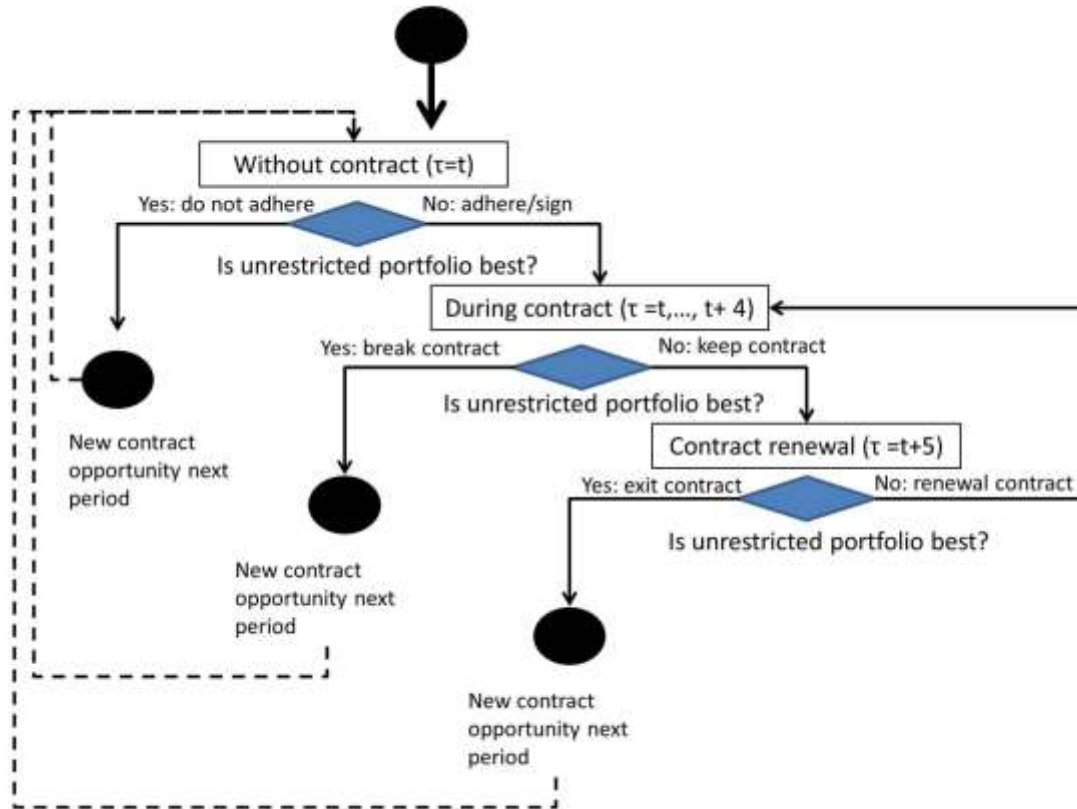 Without contract (τ=t)
Yes: do not adhere
No: adhere/sign
Is unrestricted portfolio best?
During contract (τ =t,..., t+ 4)
Yes: break contract
No: keep contract
Is unrestricted portfolio best?
New contract
opportunity next
period
Contract renewal (τ =t+5)
Yes: exit contract
No: renewal contract
Is unrestricted portfolio best?
New contract
opportunity next
period
New contract
opportunity next
period